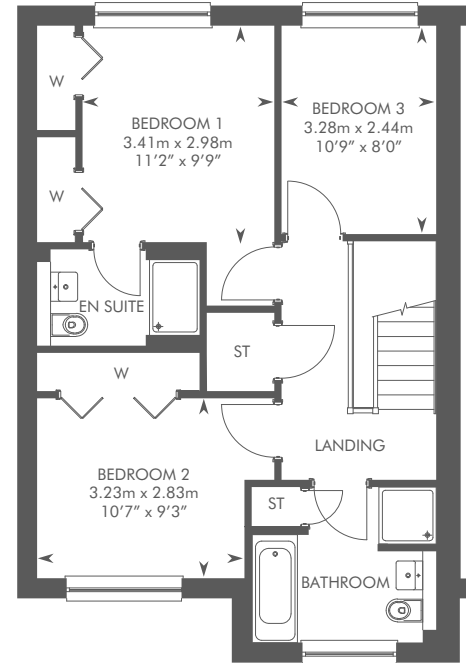 W
BEDROOM 1
3.41m x 2.98m
11’2” x 9’9”
BEDROOM 3
3.28m x 2.44m
10’9” x 8’0”
W
EN SUITE
ST
W
LANDING
BEDROOM 2
3.23m x 2.83m
10’7” x 9’3”
ST
BATHROOM